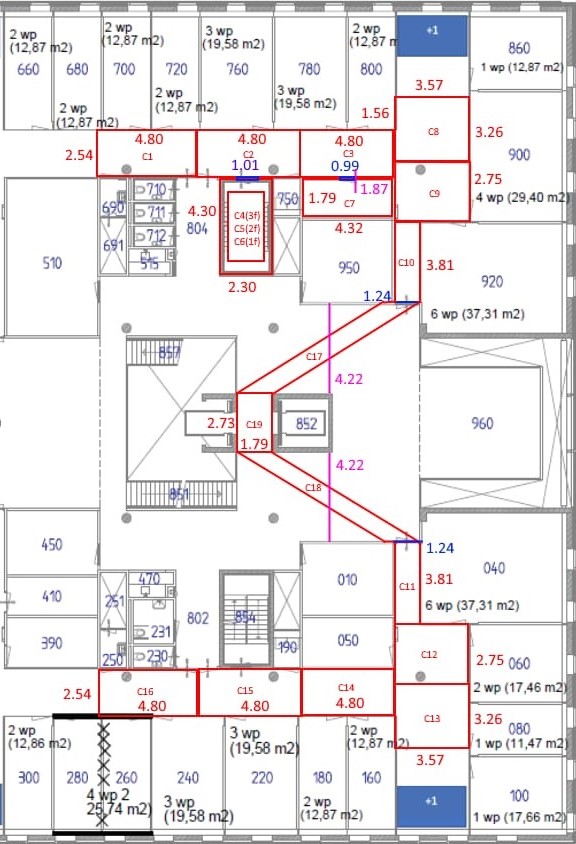 2 wp
(12,87 m2)
660
680
2 wp
(12,87 m2)
2 wp
(12,87 m2)
700
720
2 wp
(12,87 m2)
3 wp
(19,58 m2)
760
780
3 wp
(19,58 m2)
2 wp
(12,87 m
800
+1
860
1 wp (12,87 m2)
3.57
1.56
C8
3.26
900
2.54
4.80
C1
4.80
C2
4.80
C3
1.01
0.99
1.87
C9
2.75
4 wp (29,40 m2)
510
690
691
710
711
712
515
4.30
804
C4(3f)
C5(2f)
C6(1f)
2.30
750
1.79
C7
4.32
950
C10
3.81
920
1.24
6 wp (37,31 m2)
857
C17
4.22
2.73
C19
1.79
852
960
4.22
C18
851
450
410
390
251
250
470
231
230
802
854
190
010
050
1.24
C11
3.81
040
6 wp (37,31 m2)
C12
2.75
060
2 wp (17,46 m2)
2.54
C16
4.80
C15
4.80
C14
4.80
C13
3.26
080
1 wp (11,47 m2)
3.57
2 wp
(12,86 m2)
300
280
260
4 wp 2
25,74 m2)
240
3 wp
(19,58 m2)
3 wp
(19,58 m2)
220
180
2 wp
(12,87 m2)
2 wp
(12,87 m2)
160
+1
100
1 wp (17,66 m2)